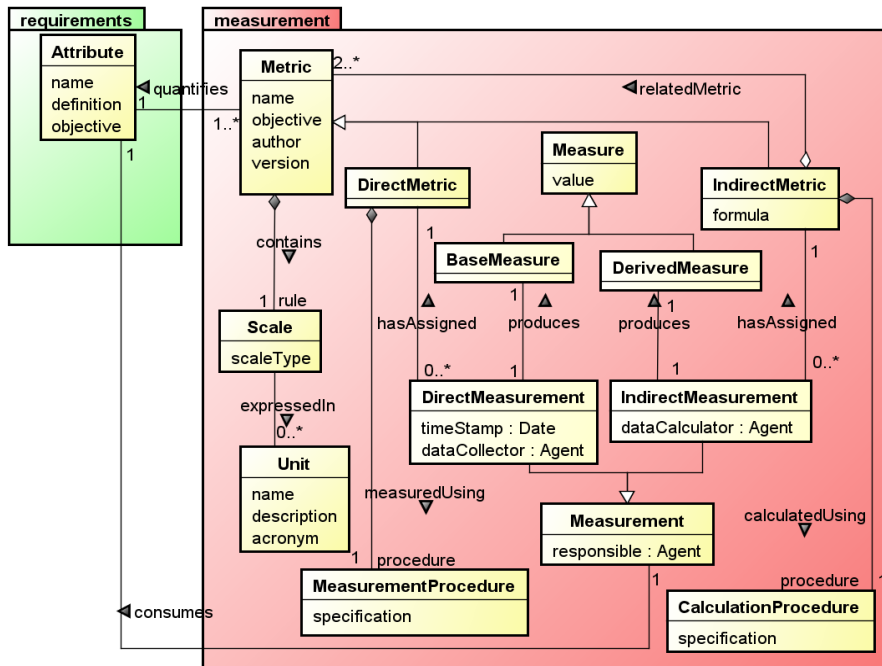 requirements
measurement
Attribute
name
definition
objective
Metric
name
objective
author
version
quantifies
1
1..*
2..*
relatedMetric
Measure
value
DirectMetric
IndirectMetric
formula
1
contains
1
BaseMeasure
DerivedMeasure
1
1
1
1
rule
hasAssigned
produces
produces
hasAssigned
Scale
scaleType
0..*
1
1
0..*
expressedIn
0..*
DirectMeasurement
timeStamp : Date
dataCollector : Agent
IndirectMeasurement
dataCalculator : Agent
Unit
name
description
acronym
measuredUsing
Measurement
responsible : Agent
calculatedUsing
1
procedure
1
procedure
1
MeasurementProcedure
specification
CalculationProcedure
specification
consumes